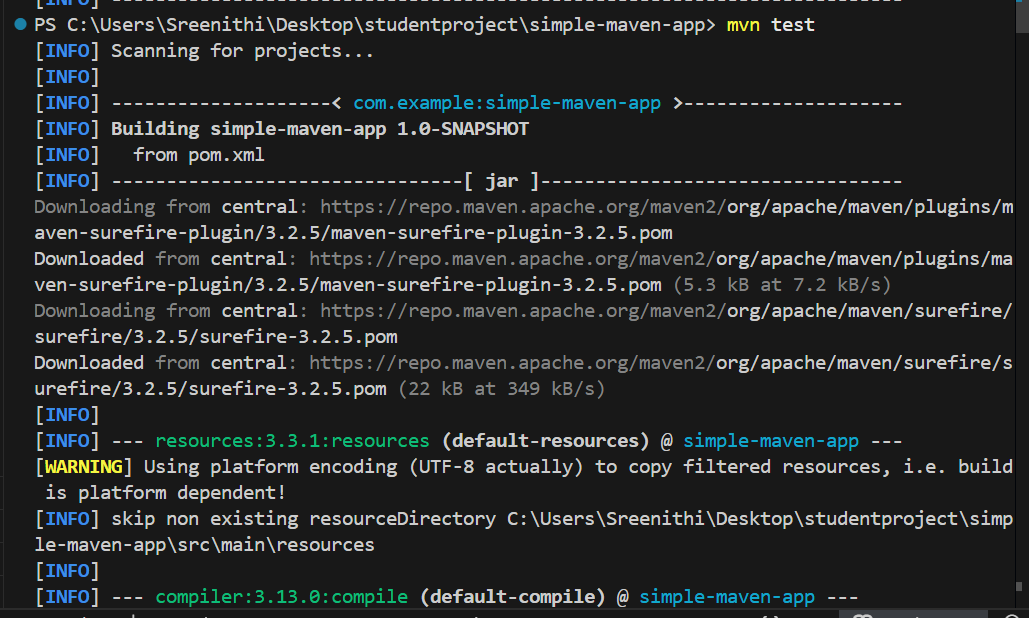 PS C:\Users\Sreenithi\Desktop\studentproject\simple-maven-app> mvn test
[INFO] Scanning for projects...
[INFO]
[INFO] --------------------< com.example:simple-maven-app >--------------------
[INFO] Building simple-maven-app 1.0-SNAPSHOT
[INFO]   from pom.xml
[INFO] --------------------------------[ jar ]---------------------------------
Downloading from central: https://repo.maven.apache.org/maven2/org/apache/maven/plugins/m
aven-surefire-plugin/3.2.5/maven-surefire-plugin-3.2.5.pom
Downloaded from central: https://repo.maven.apache.org/maven2/org/apache/maven/plugins/ma
ven-surefire-plugin/3.2.5/maven-surefire-plugin-3.2.5.pom (5.3 kB at 7.2 kB/s)
Downloading from central: https://repo.maven.apache.org/maven2/org/apache/maven/surefire/
surefire/3.2.5/surefire-3.2.5.pom
Downloaded from central: https://repo.maven.apache.org/maven2/org/apache/maven/surefire/s
urefire/3.2.5/surefire-3.2.5.pom (22 kB at 349 kB/s)
[INFO]
[INFO] --- resources:3.3.1:resources (default-resources) @ simple-maven-app ---
[WARNING] Using platform encoding (UTF-8 actually) to copy filtered resources, i.e. build
 is platform dependent!
[INFO] skip non existing resourceDirectory C:\Users\Sreenithi\Desktop\studentproject\simp
le-maven-app\src\main\resources
[INFO]
[INFO] --- compiler:3.13.0:compile (default-compile) @ simple-maven-app ---